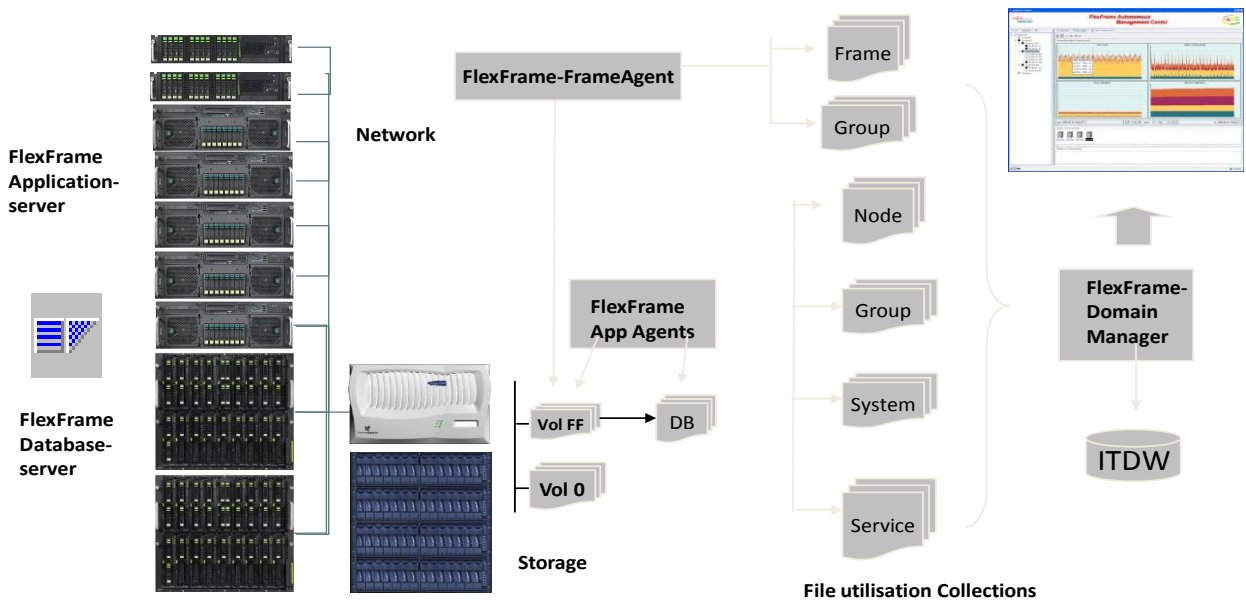 FlexFrame Autonomous
Management Center
FlexFrame-FrameAgent
Frame
Group
Network
FlexFrame
Application-
server
Node
Group
System
Service
FlexFrame
App Agents
FlexFrame-
Domain
Manager
Vol FF
DB
Vol 0
ITDW
FlexFrame
Database-
server
Storage
File utilisation Collections